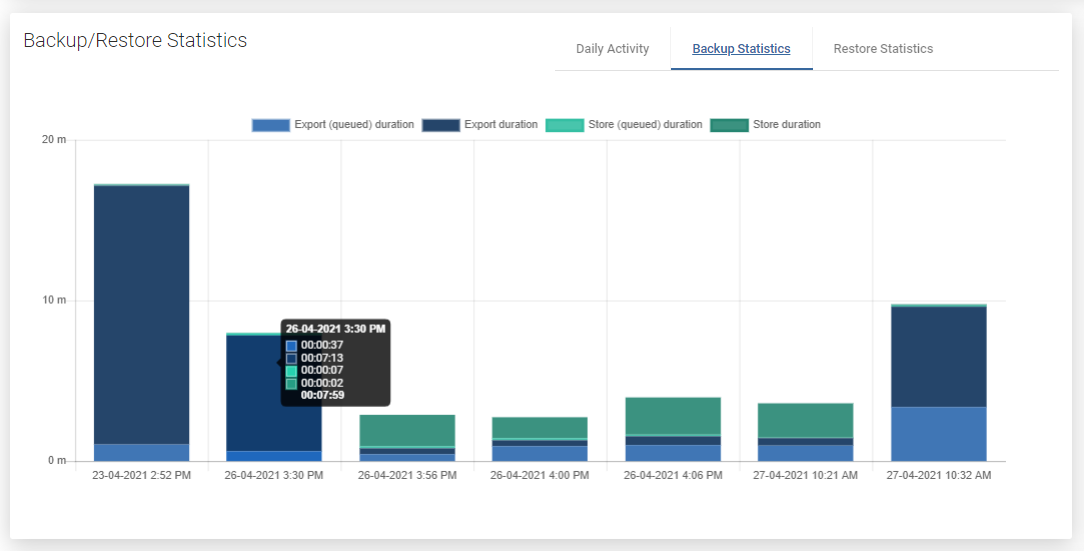 Backup/Restore Statistics
Daily Activity
Backup Statistics
Restore Statistics
Export (queued) duration
Export duration
Store (queued) duration
Store duration
20 m
10 m
0 m
26-04-2021 3:30 PM
00:00:37
00:07:13
00:00:07
00:00:02
00:07:59
23-04-2021 2:52 PM
26-04-2021 3:30 PM
26-04-2021 3:56 PM
26-04-2021 4:00 PM
26-04-2021 4:06 PM
27-04-2021 10:21 AM
27-04-2021 10:32 AM